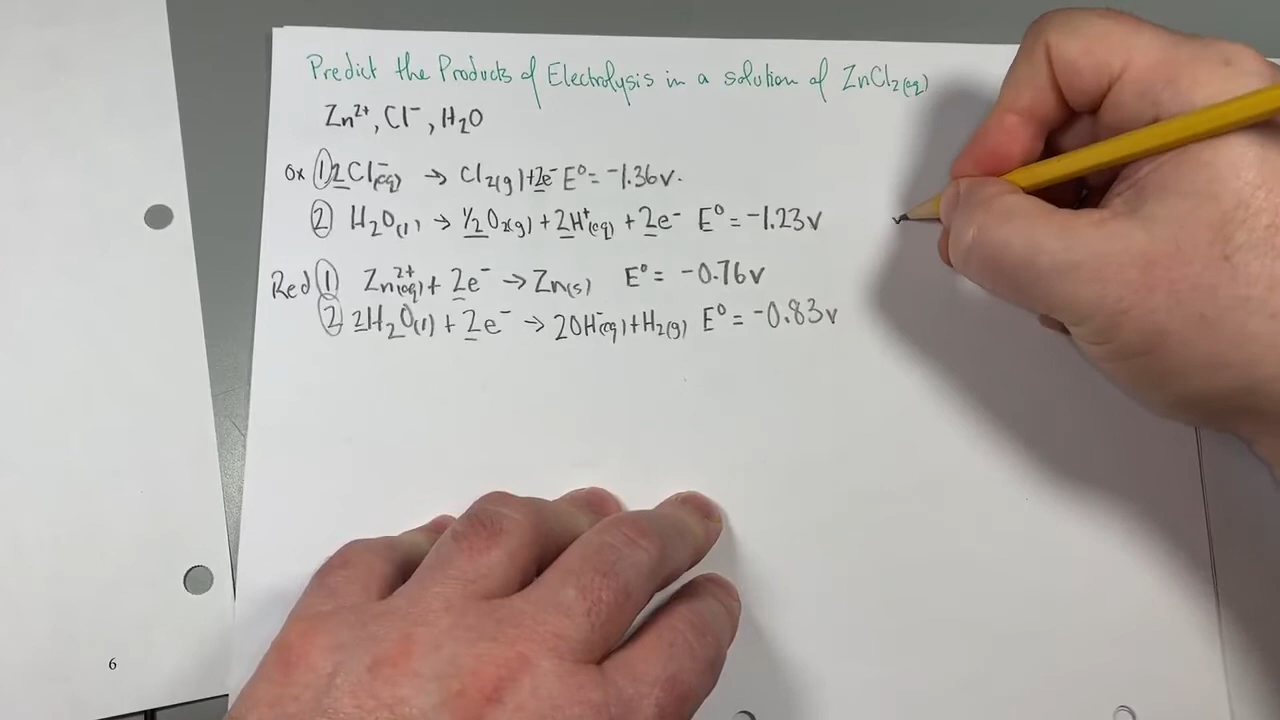 Predict the Products of Electrolysis in a solution of ZnCl₂(aq)
Zn²⁺, Cl⁻, H₂O
Ox ① 2Cl⁻(aq) → Cl₂(g) + 2e⁻ E° = -1.36v.
② H₂O(l) → ½O₂(g) + 2H⁺(aq) + 2e⁻ E° = -1.23v
Red ① Zn²⁺(aq) + 2e⁻ → Zn(s) E° = -0.76v
② 2H₂O(l) + 2e⁻ → 2OH⁻(aq) + H₂(g) E° = -0.83v
6